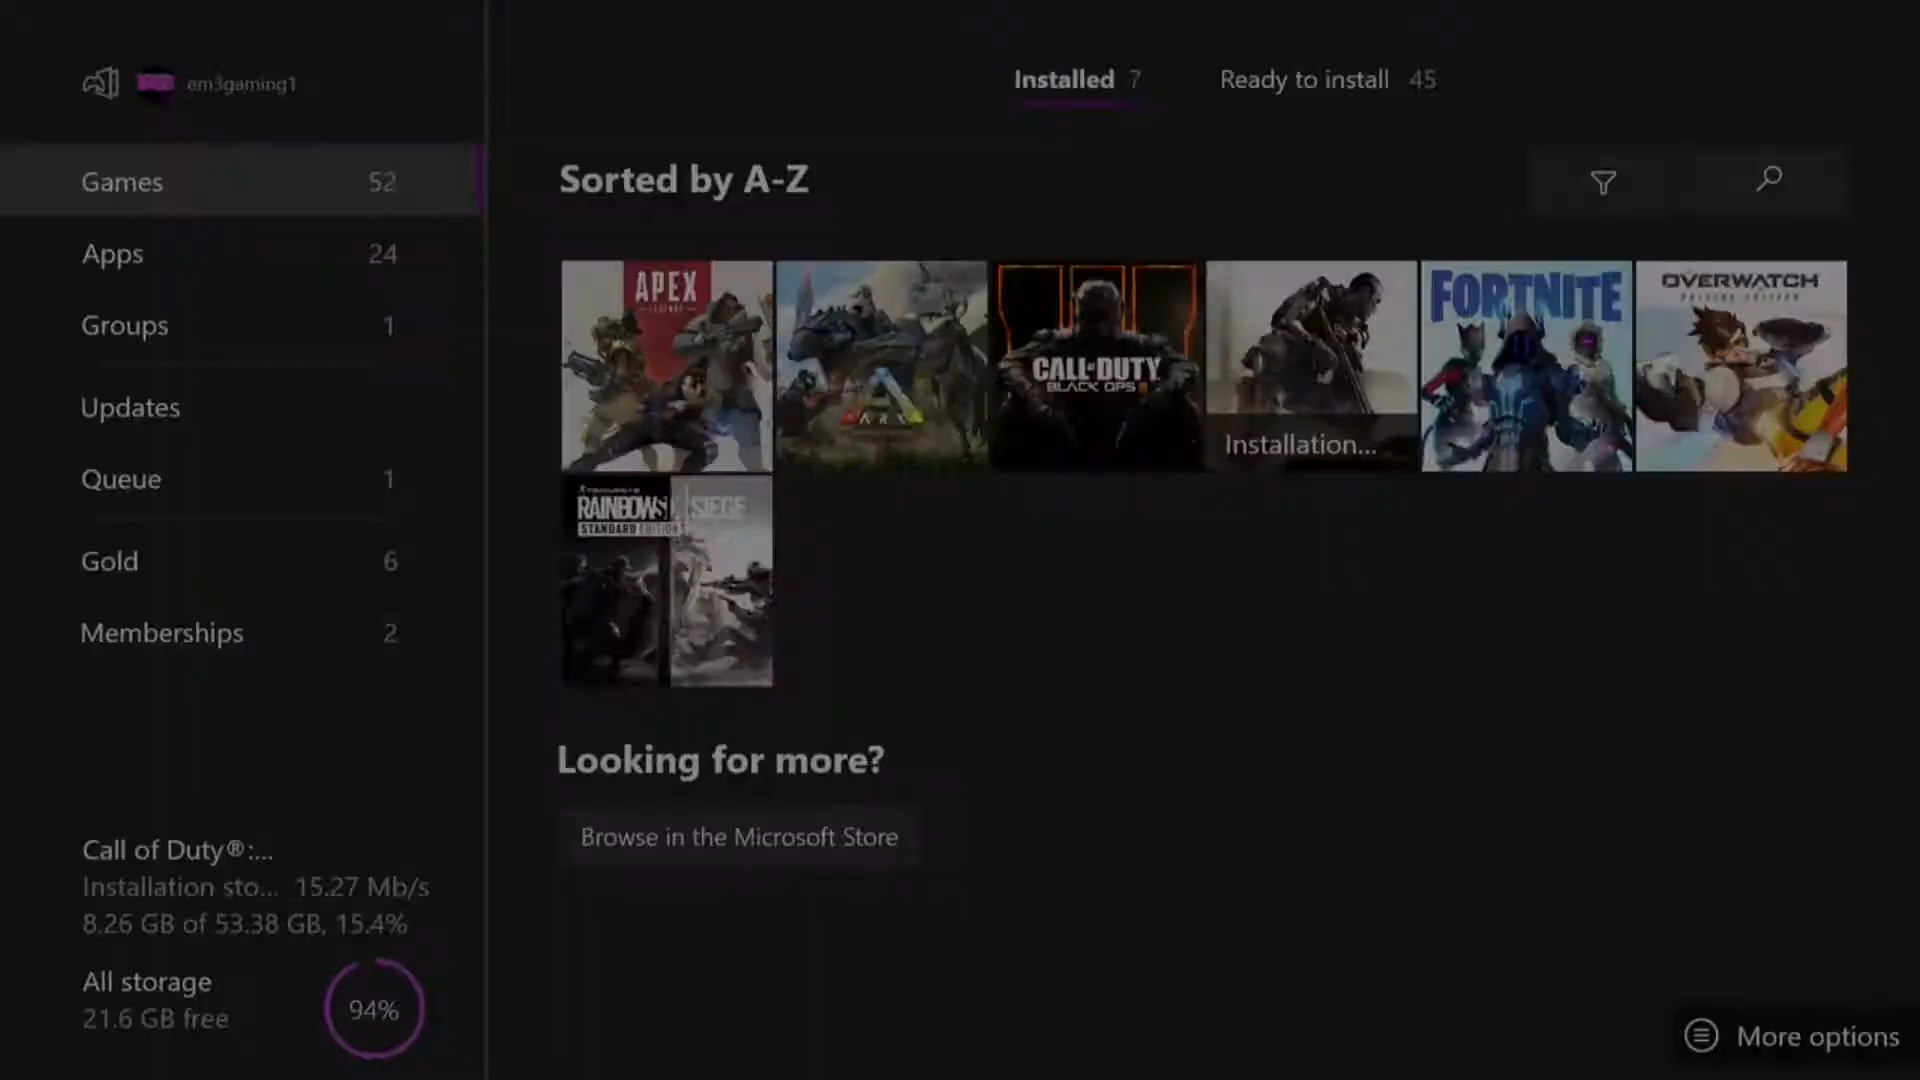 em3gaming1
Installed 7
Ready to install 45
Games 52
Apps 24
Groups 1
Updates
Queue 1
Gold 6
Memberships 2
Sorted by A-Z
APEX
LEGENDS
ARK
CALL OF DUTY
BLACK OPS
Installation...
FORTNITE
OVERWATCH
RAINBOW SIX | SIEGE
STANDARD EDITION
Looking for more?
Browse in the Microsoft Store
Call of Duty®:...
Installation sto... 15.27 Mb/s
8.26 GB of 53.38 GB, 15.4%
All storage
21.6 GB free
94%
More options